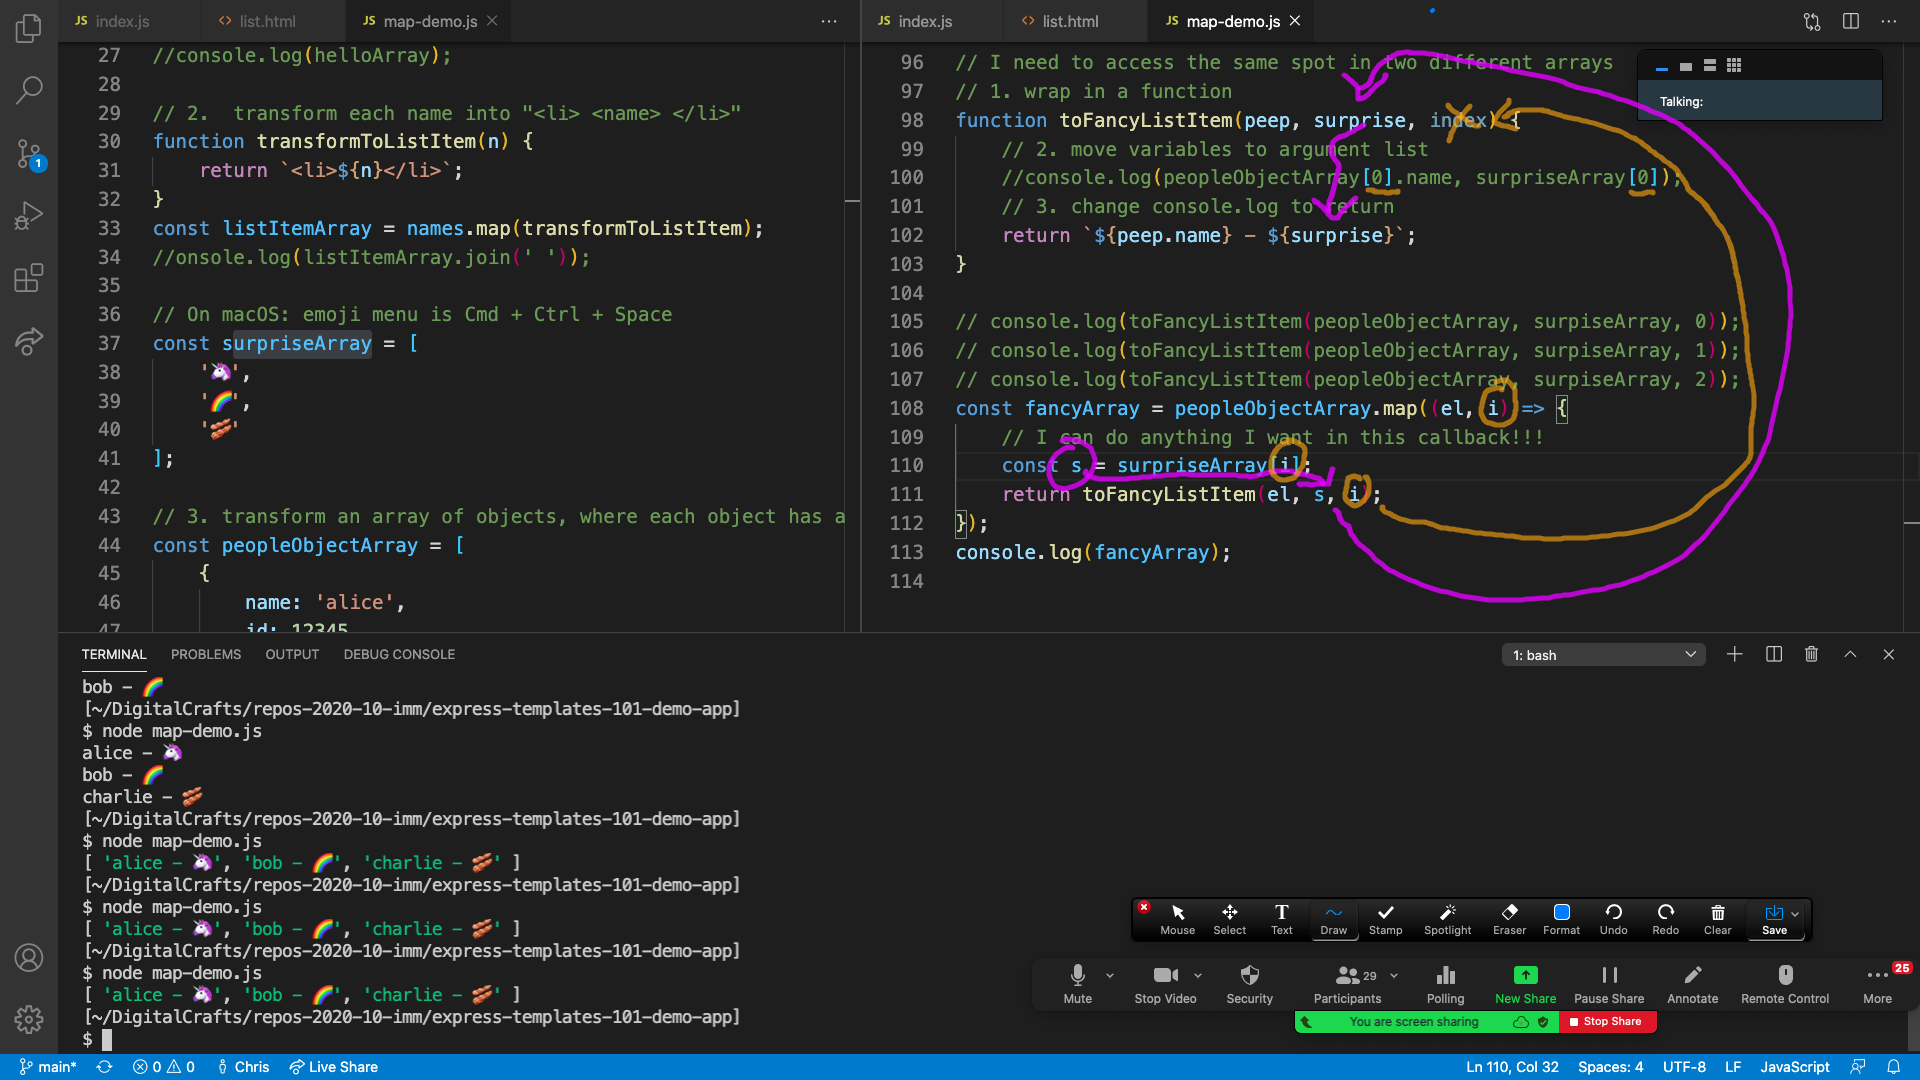 JS index.js
<> list.html
JS map-demo.js
27 //console.log(helloArray);
28
29 // 2.  transform each name into "<li> <name> </li>"
30 function transformToListItem(n) {
31     return `<li>${n}</li>`;
32 }
33 const listItemArray = names.map(transformToListItem);
34 //onsole.log(listItemArray.join(' '));
35
36 // On macOS: emoji menu is Cmd + Ctrl + Space
37 const surpriseArray = [
38     '🦄',
39     '🌈',
40     '🥓'
41 ];
42
43 // 3. transform an array of objects, where each object has a
44 const peopleObjectArray = [
45     {
46         name: 'alice',
47         id: 12345
JS index.js
<> list.html
JS map-demo.js
96 // I need to access the same spot in two different arrays
97 // 1. wrap in a function
98 function toFancyListItem(peep, surprise, index) {
99     // 2. move variables to argument list
100     //console.log(peopleObjectArray[0].name, surpriseArray[0]);
101     // 3. change console.log to return
102     return `${peep.name} - ${surprise}`;
103 }
104
105 // console.log(toFancyListItem(peopleObjectArray, surpiseArray, 0));
106 // console.log(toFancyListItem(peopleObjectArray, surpiseArray, 1));
107 // console.log(toFancyListItem(peopleObjectArray, surpiseArray, 2));
108 const fancyArray = peopleObjectArray.map((el, i) => {
109     // I can do anything I want in this callback!!!
110     const s = surpriseArray[i];
111     return toFancyListItem(el, s, i);
112 });
113 console.log(fancyArray);
114
Talking:
TERMINAL PROBLEMS OUTPUT DEBUG CONSOLE
1: bash
bob - 🌈
[~/DigitalCrafts/repos-2020-10-imm/express-templates-101-demo-app]
$ node map-demo.js
alice - 🦄
bob - 🌈
charlie - 🥓
[~/DigitalCrafts/repos-2020-10-imm/express-templates-101-demo-app]
$ node map-demo.js
[ 'alice - 🦄', 'bob - 🌈', 'charlie - 🥓' ]
[~/DigitalCrafts/repos-2020-10-imm/express-templates-101-demo-app]
$ node map-demo.js
[ 'alice - 🦄', 'bob - 🌈', 'charlie - 🥓' ]
[~/DigitalCrafts/repos-2020-10-imm/express-templates-101-demo-app]
$ node map-demo.js
[ 'alice - 🦄', 'bob - 🌈', 'charlie - 🥓' ]
[~/DigitalCrafts/repos-2020-10-imm/express-templates-101-demo-app]
$
1
Mouse Select Text Draw Stamp Spotlight Eraser Format Undo Redo Clear Save
29
25
Mute Stop Video Security Participants Polling New Share Pause Share Annotate Remote Control More
You are screen sharing
Stop Share
main* 0 0 Chris Live Share
Ln 110, Col 32 Spaces: 4 UTF-8 LF JavaScript